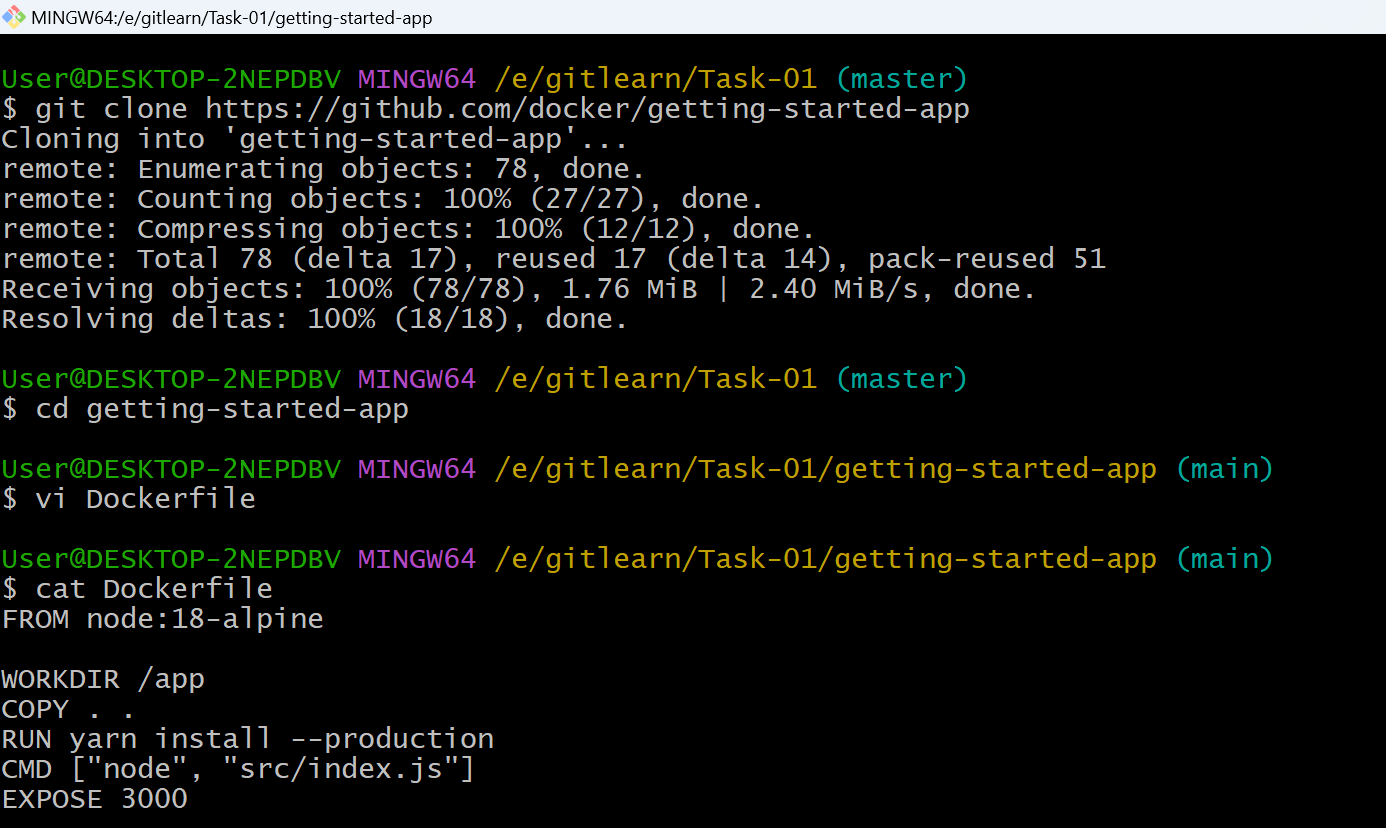 MINGW64:/e/gitlearn/Task-01/getting-started-app
User@DESKTOP-2NEPDBV MINGW64 /e/gitlearn/Task-01 (master)
$ git clone https://github.com/docker/getting-started-app
Cloning into 'getting-started-app'...
remote: Enumerating objects: 78, done.
remote: Counting objects: 100% (27/27), done.
remote: Compressing objects: 100% (12/12), done.
remote: Total 78 (delta 17), reused 17 (delta 14), pack-reused 51
Receiving objects: 100% (78/78), 1.76 MiB | 2.40 MiB/s, done.
Resolving deltas: 100% (18/18), done.
User@DESKTOP-2NEPDBV MINGW64 /e/gitlearn/Task-01 (master)
$ cd getting-started-app
User@DESKTOP-2NEPDBV MINGW64 /e/gitlearn/Task-01/getting-started-app (main)
$ vi Dockerfile
User@DESKTOP-2NEPDBV MINGW64 /e/gitlearn/Task-01/getting-started-app (main)
$ cat Dockerfile
FROM node:18-alpine
WORKDIR /app
COPY . .
RUN yarn install --production
CMD ["node", "src/index.js"]
EXPOSE 3000